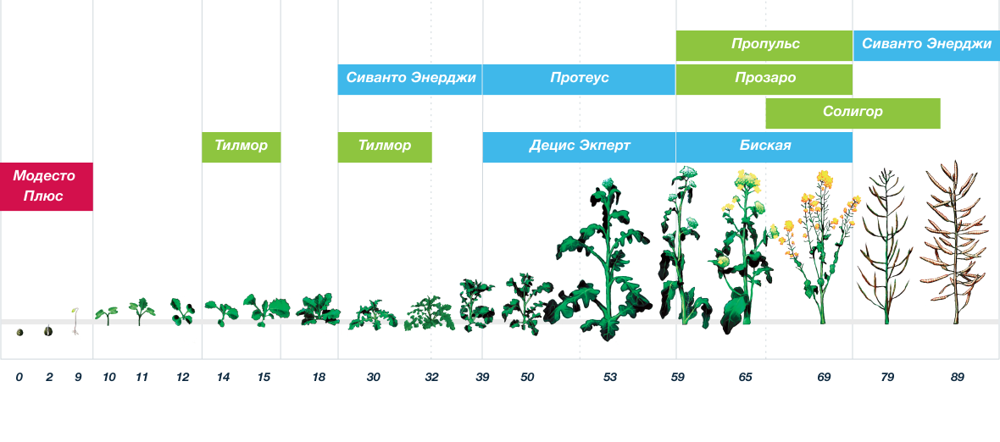 Пропульс
Сиванто Энерджи
Сиванто Энерджи
Протеус
Прозаро
Солигор
Тилмор
Тилмор
Децис Экперт
Биская
Модесто
Плюс
0 2 9 10 11 12 14 15 18 30 32 39 50 53 59 65 69 79 89